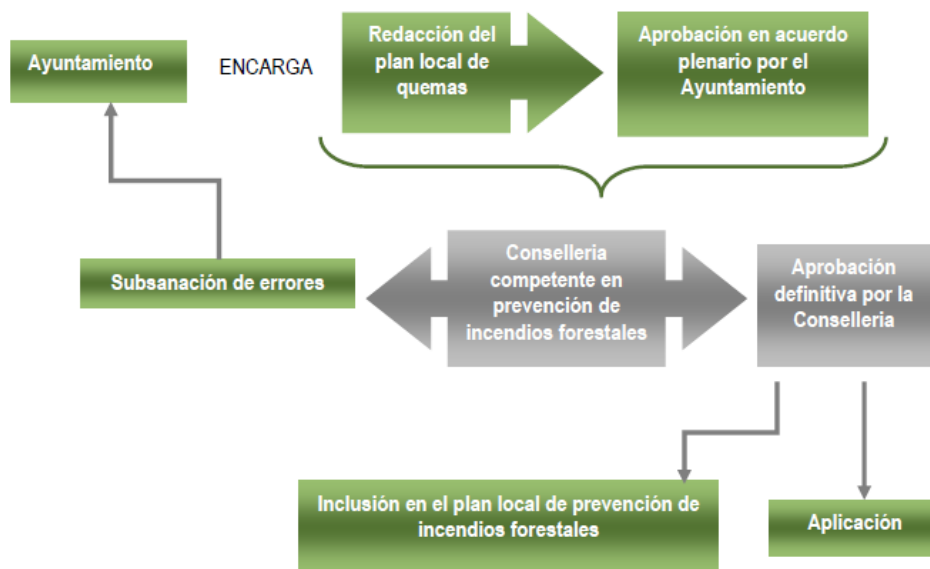 Ayuntamiento
ENCARGA
Redacción del
plan local de
quemas
Aprobación en acuerdo
plenario por el
Ayuntamiento
Subsanación de errores
Conselleria
competente en
prevención de
incendios forestales
Aprobación
definitiva por la
Conselleria
Inclusión en el plan local de prevención de
incendios forestales
Aplicación